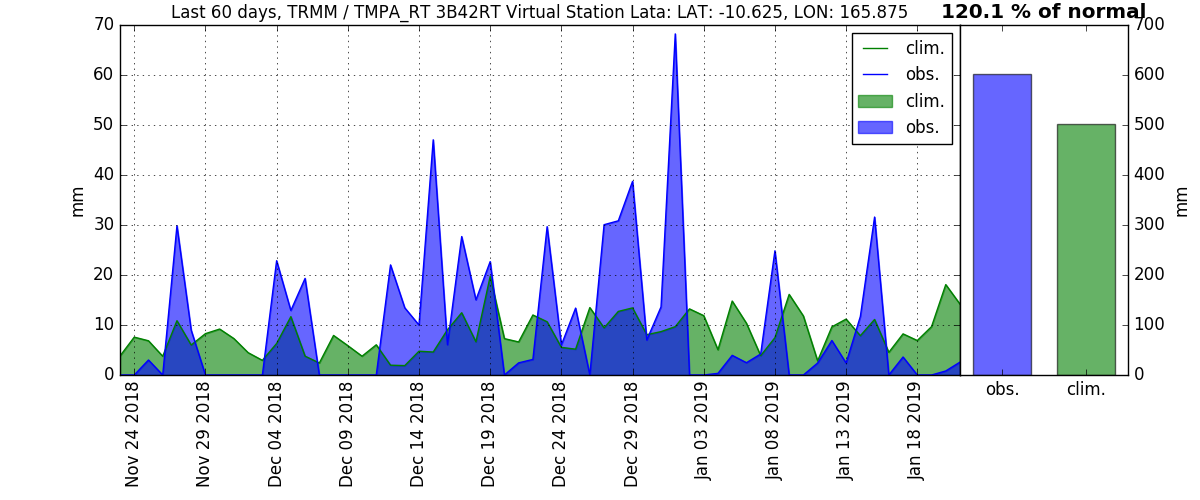 Last 60 days, TRMM / TMPA_RT 3B42RT Virtual Station Lata: LAT: -10.625, LON: 165.875
120.1 % of normal
70
60
50
40
30
20
10
0
mm
clim.
obs.
clim.
obs.
Nov 24 2018
Nov 29 2018
Dec 04 2018
Dec 09 2018
Dec 14 2018
Dec 19 2018
Dec 24 2018
Dec 29 2018
Jan 03 2019
Jan 08 2019
Jan 13 2019
Jan 18 2019
700
600
500
400
300
200
100
0
mm
obs.
clim.